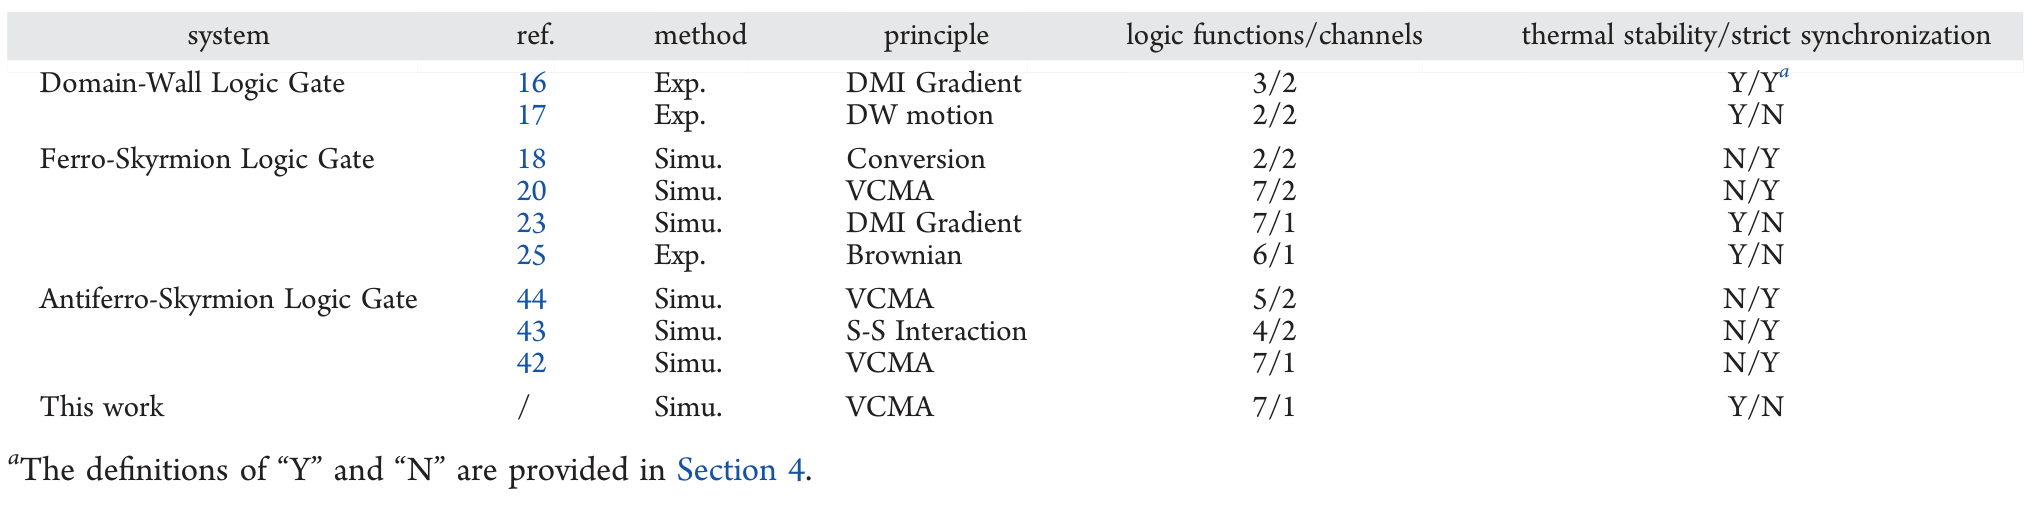 system ref. method principle logic functions/channels thermal stability/strict synchronization
Domain-Wall Logic Gate 16 Exp. DMI Gradient 3/2 Y/Yᵃ
17 Exp. DW motion 2/2 Y/N
Ferro-Skyrmion Logic Gate 18 Simu. Conversion 2/2 N/Y
20 Simu. VCMA 7/2 N/Y
23 Simu. DMI Gradient 7/1 Y/N
25 Exp. Brownian 6/1 Y/N
Antiferro-Skyrmion Logic Gate 44 Simu. VCMA 5/2 N/Y
43 Simu. S-S Interaction 4/2 N/Y
42 Simu. VCMA 7/1 N/Y
This work / Simu. VCMA 7/1 Y/N
ᵃThe definitions of “Y” and “N” are provided in Section 4.